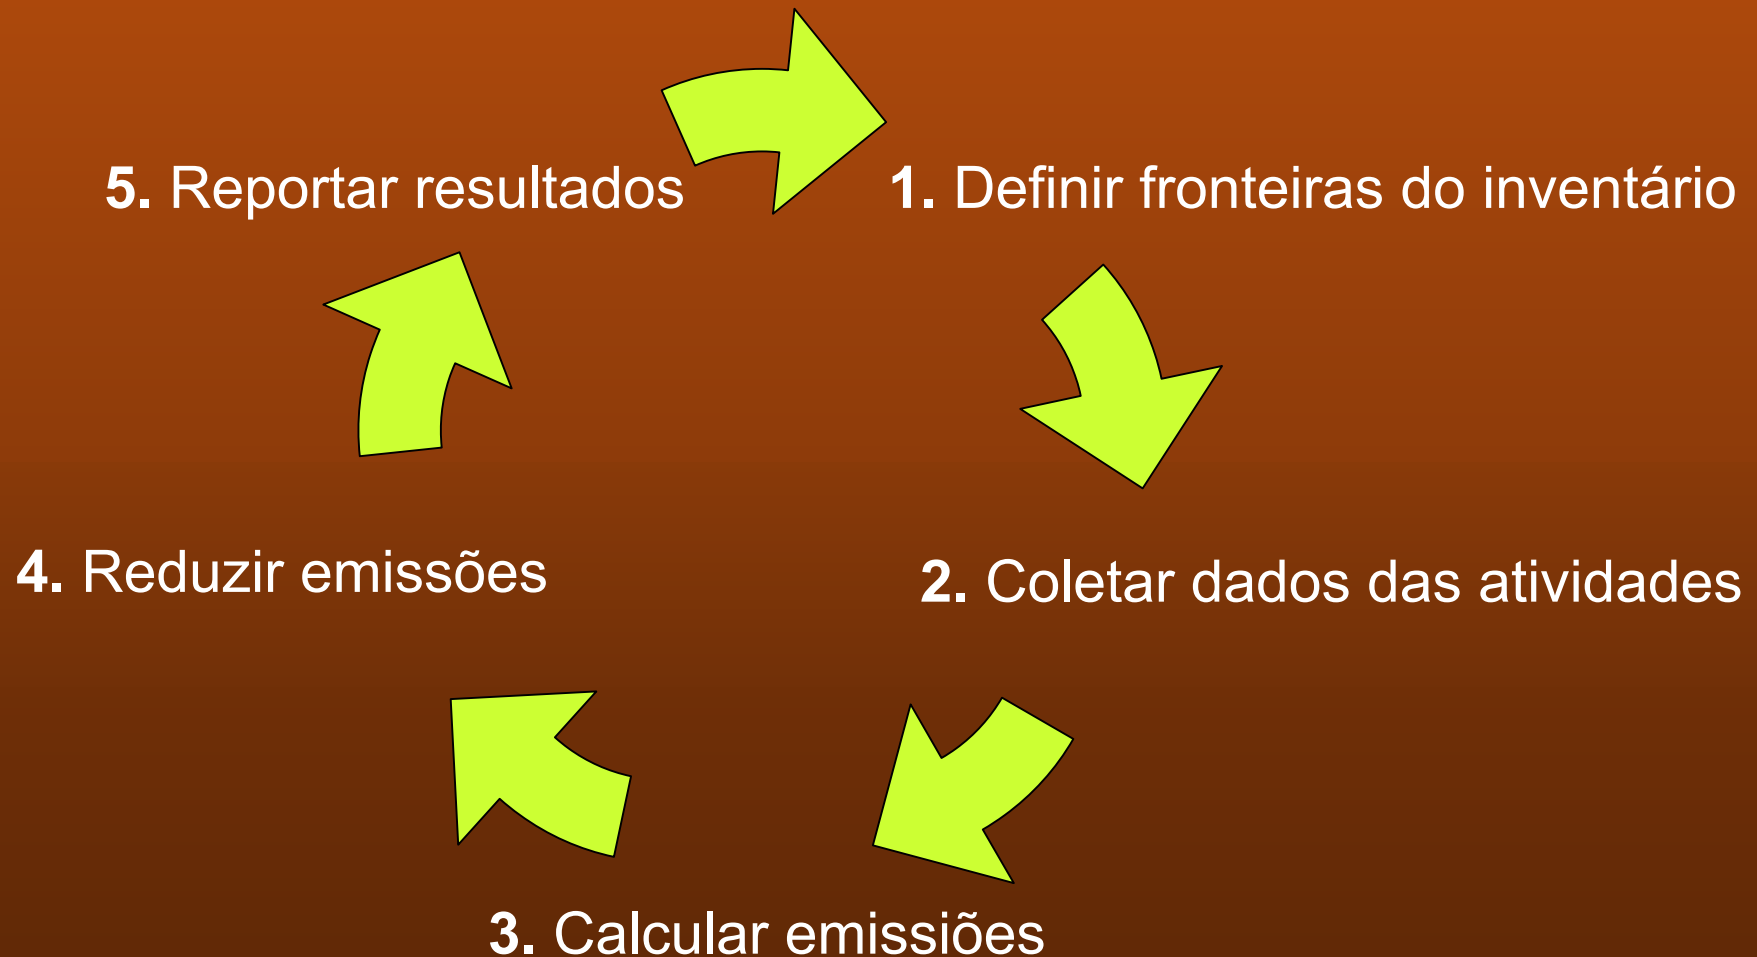 5. Reportar resultados
1. Definir fronteiras do inventário
4. Reduzir emissões
2. Coletar dados das atividades
3. Calcular emissiões